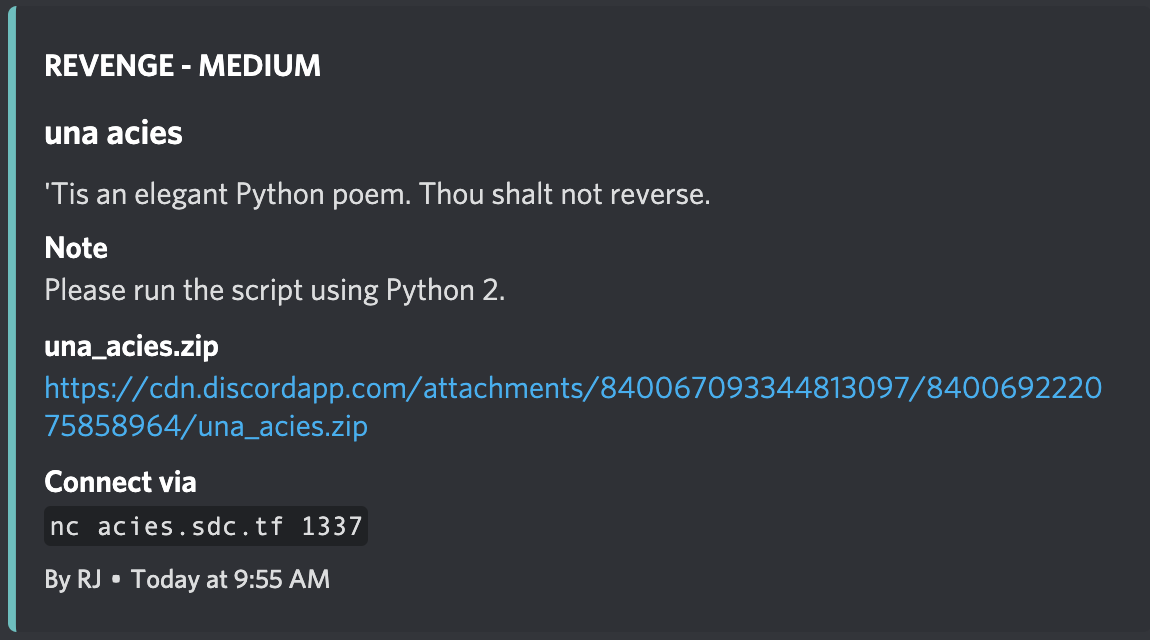 REVENGE - MEDIUM
una acies
'Tis an elegant Python poem. Thou shalt not reverse.
Note
Please run the script using Python 2.
una_acies.zip
https://cdn.discordapp.com/attachments/840067093344813097/8400692220
75858964/una_acies.zip
Connect via
nc acies.sdc.tf 1337
By RJ • Today at 9:55 AM